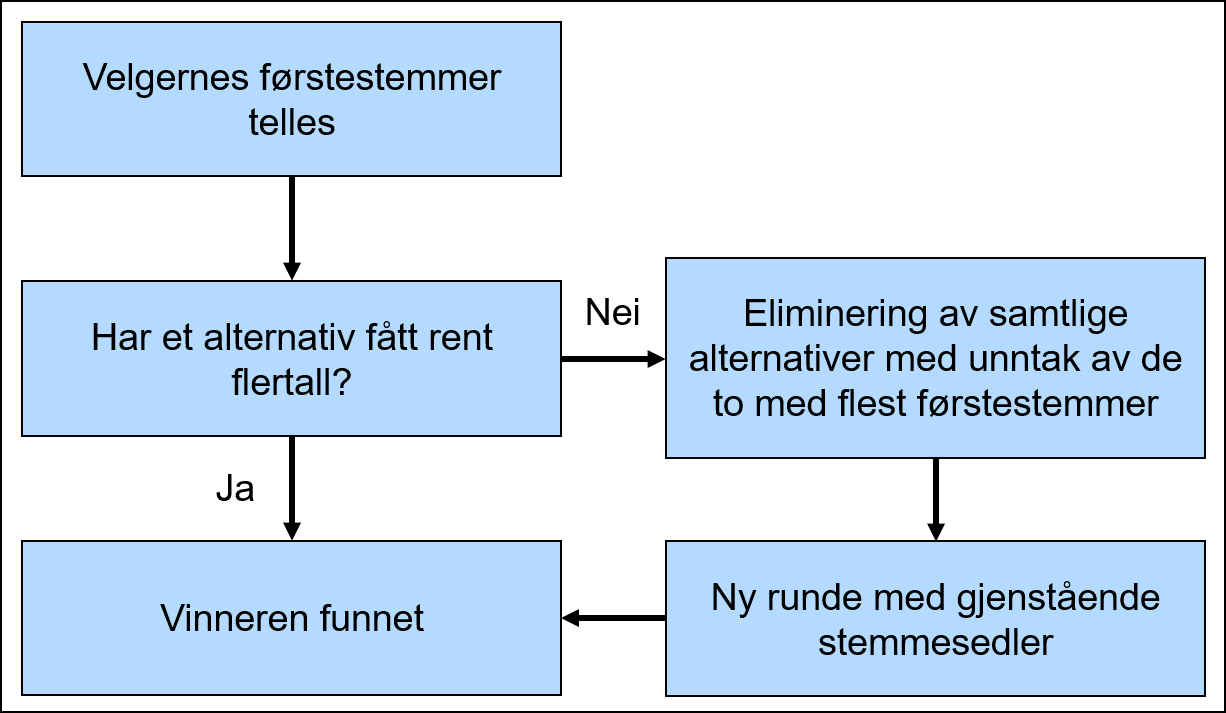 Velgernes førstestemmer
telles
Har et alternativ fått rent
flertall?
Nei
Eliminering av samtlige
alternativer med unntak av de
to med flest førstestemmer
Ja
Vinneren funnet
Ny runde med gjenstående
stemmesedler